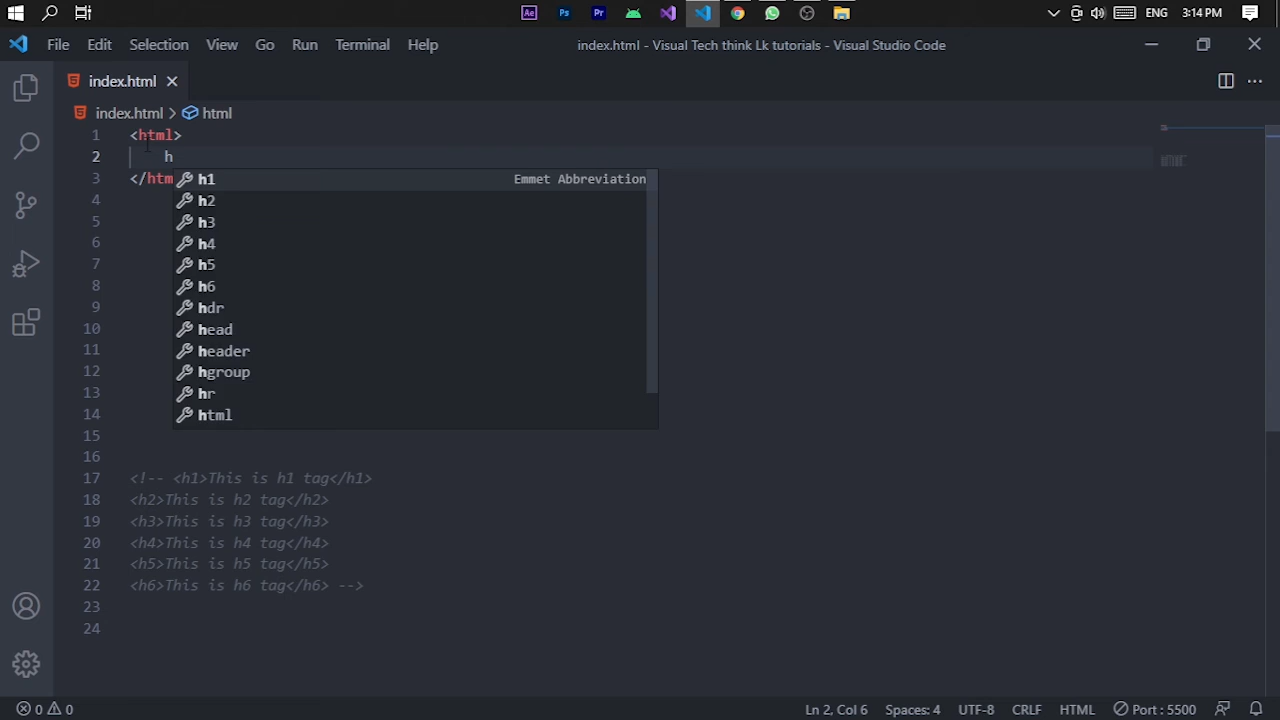 Ae Ps Pr ENG 3:14 PM
File Edit Selection View Go Run Terminal Help index.html - Visual Tech think Lk tutorials - Visual Studio Code
index.html
index.html > html
1 <html>
2 h
3 </htm
h1 Emmet Abbreviation
4 h2
5 h3
6 h4
7 h5
8 h6
9 hdr
10 head
11 header
12 hgroup
13 hr
14 html
15
16
17 <!-- <h1>This is h1 tag</h1>
18 <h2>This is h2 tag</h2>
19 <h3>This is h3 tag</h3>
20 <h4>This is h4 tag</h4>
21 <h5>This is h5 tag</h5>
22 <h6>This is h6 tag</h6> -->
23
24
0 0 Ln 2, Col 6 Spaces: 4 UTF-8 CRLF HTML Port : 5500